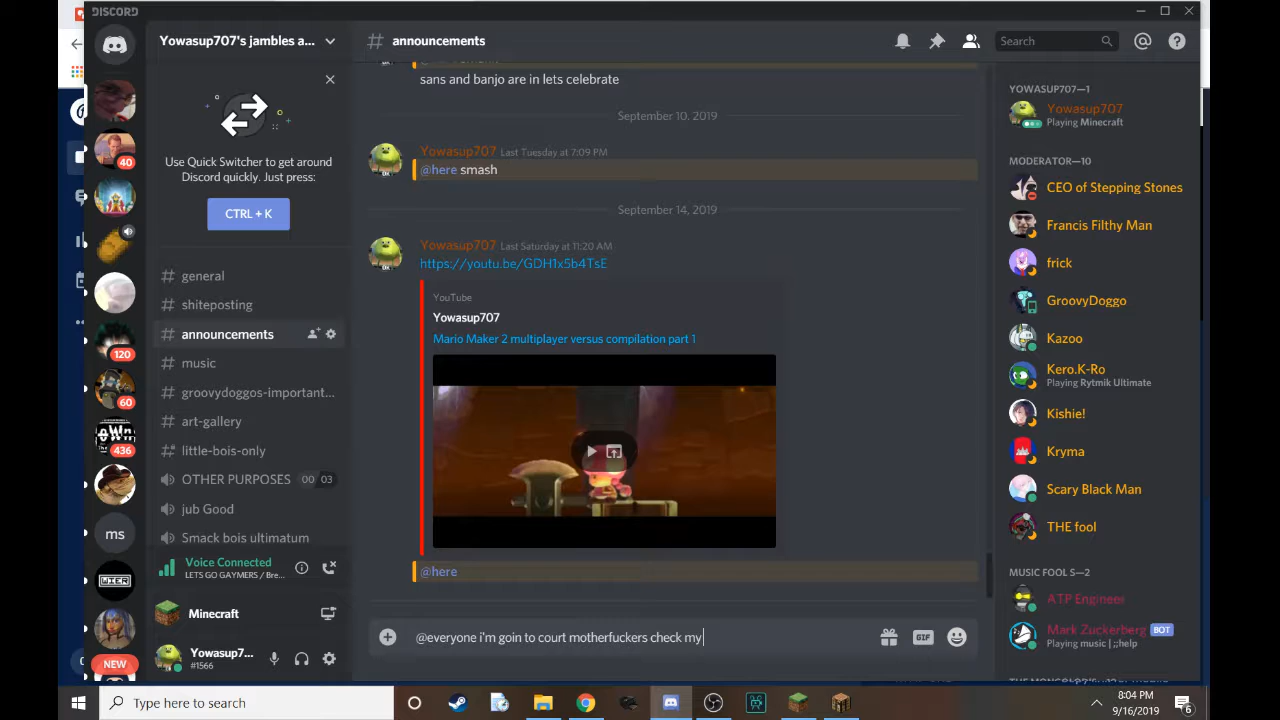 DISCORD
Yowasup707's jambles a...
# announcements
Search
Use Quick Switcher to get around
Discord quickly. Just press:
CTRL + K
40
120
60
436
ms
WIER
NEW
# general
# shiteposting
# announcements
# music
# groovydoggos-important...
# art-gallery
# little-bois-only
OTHER PURPOSES 00 03
jub Good
Smack bois ultimatum
Voice Connected
LETS GO GAYMERS / Bre...
Minecraft
Yowasup7...
#1566
sans and banjo are in lets celebrate
September 10, 2019
Yowasup707 Last Tuesday at 7:09 PM
@here smash
September 14, 2019
Yowasup707 Last Saturday at 11:20 AM
https://youtu.be/GDH1x5b4TsE
YouTube
Yowasup707
Mario Maker 2 multiplayer versus compilation part 1
@here
@everyone i'm goin to court motherfuckers check my
GIF
YOWASUP707—1
Yowasup707
Playing Minecraft
MODERATOR—10
CEO of Stepping Stones
Francis Filthy Man
frick
GroovyDoggo
Kazoo
Kero.K-Ro
Playing Rytmik Ultimate
Kishie!
Kryma
Scary Black Man
THE fool
MUSIC FOOL S—2
ATP Engineer
Mark Zuckerberg BOT
Playing music | ;;help
Type here to search
8:04 PM
9/16/2019
6